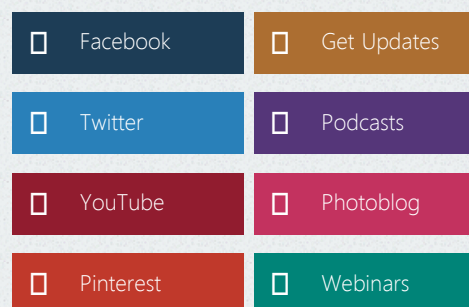 Facebook
Get Updates
Twitter
Podcasts
YouTube
Photoblog
Pinterest
Webinars